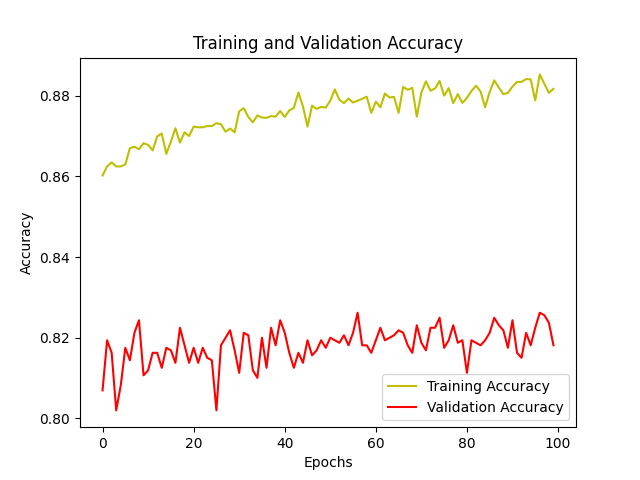 Training and Validation Accuracy
Accuracy
0.88
0.86
0.84
0.82
0.80
0
20
40
60
80
100
Epochs
Training Accuracy
Validation Accuracy